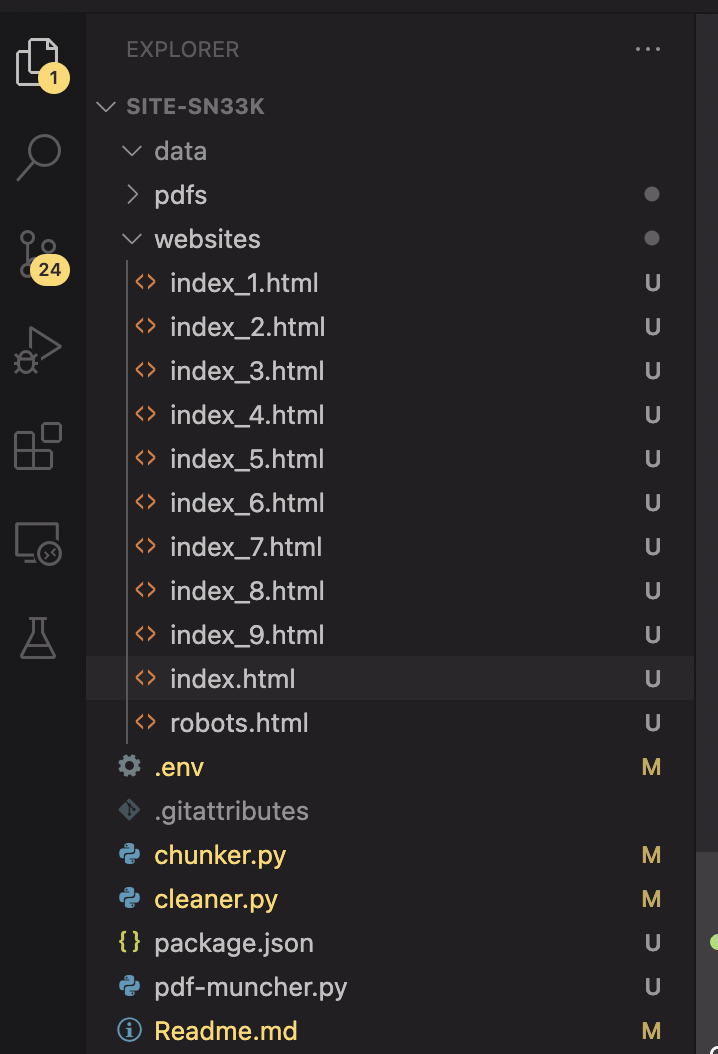 EXPLORER ...
1
SITE-SN33K
data
pdfs
websites
24
index_1.html U
index_2.html U
index_3.html U
index_4.html U
index_5.html U
index_6.html U
index_7.html U
index_8.html U
index_9.html U
index.html U
robots.html U
.env M
.gitattributes
chunker.py M
cleaner.py M
{} package.json U
pdf-muncher.py U
Readme.md M